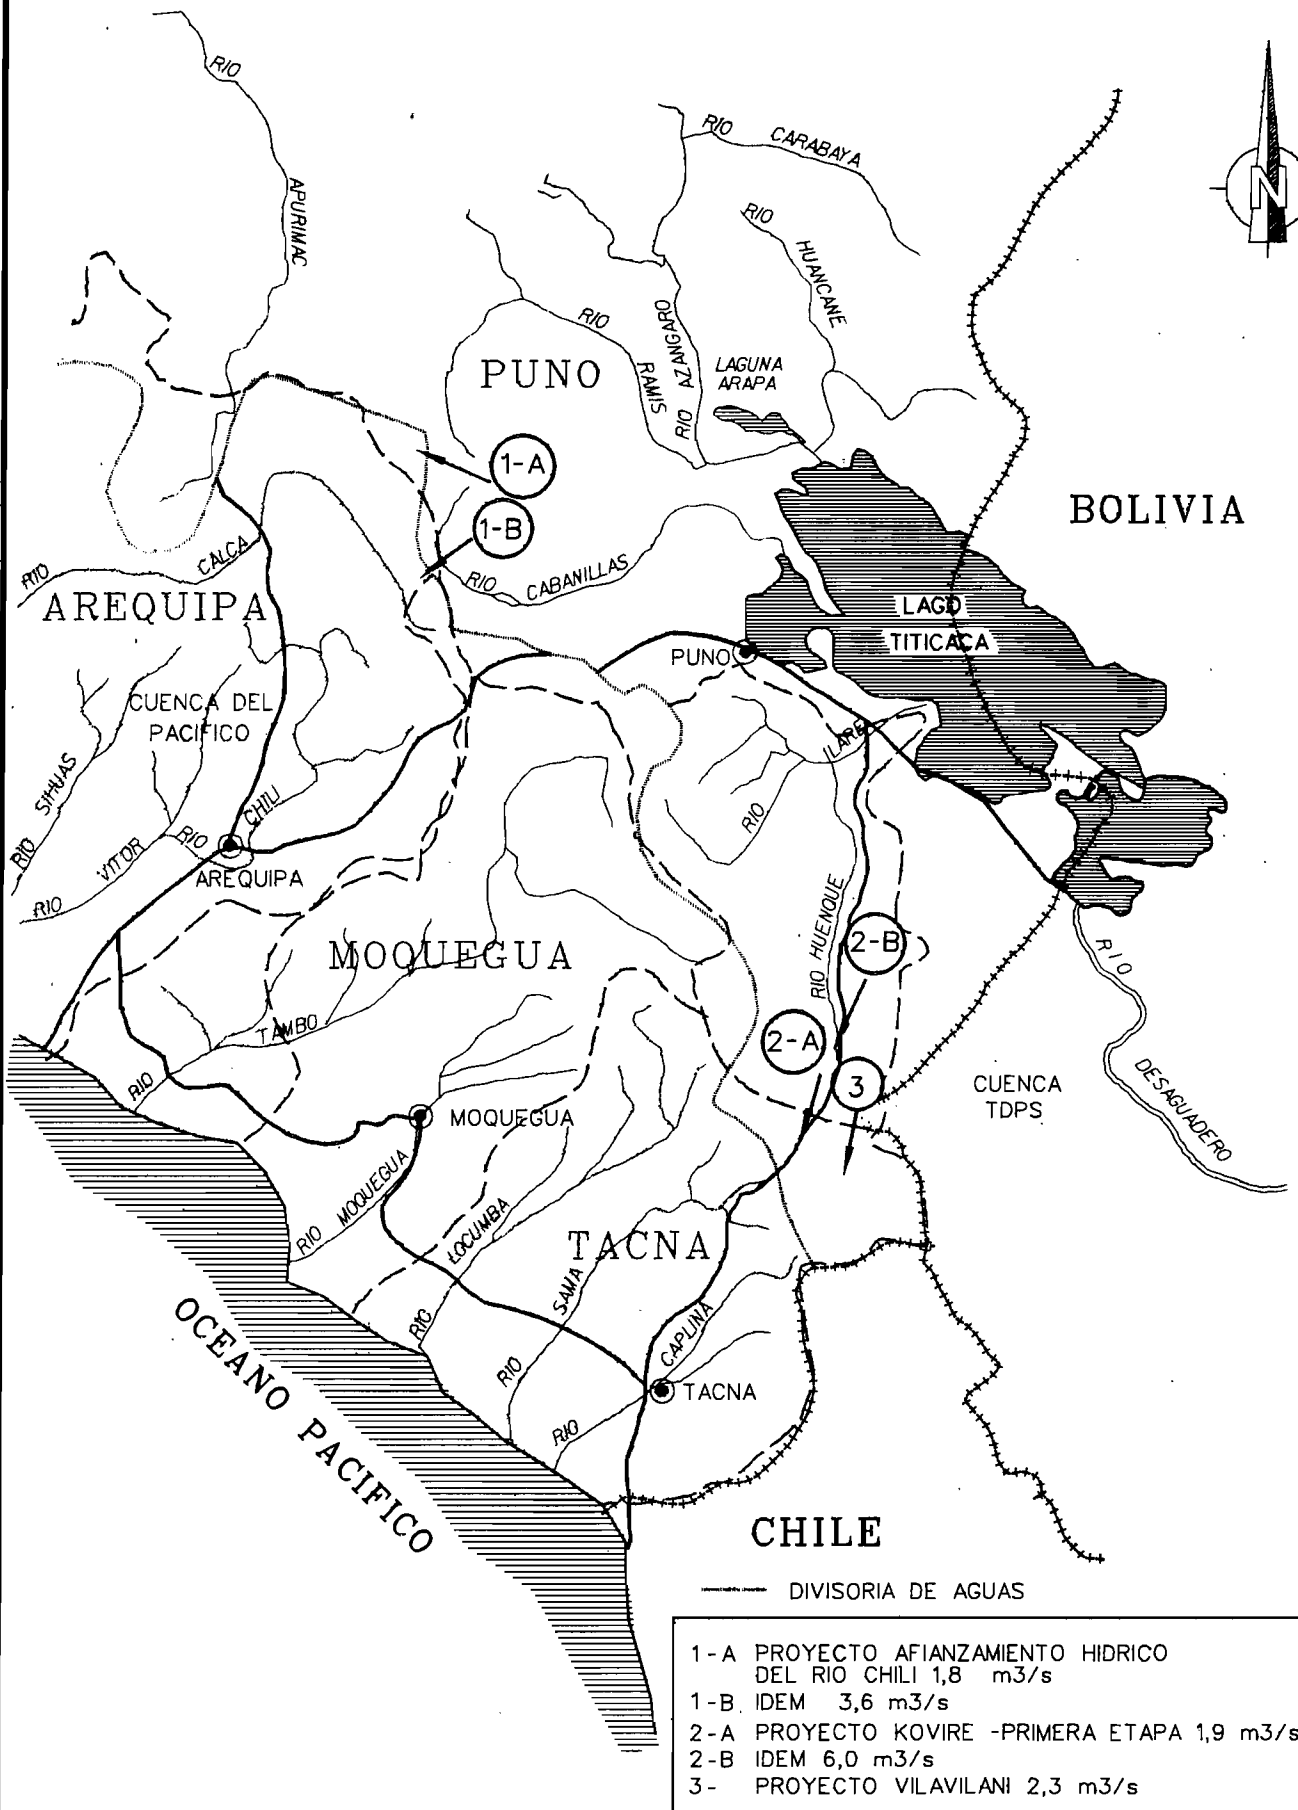 RIO
APURIMAC
RIO CARABAYA
RIO
HUANCANE
N
RIO
RAMIS
RIO AZANGARO
LAGUNA
ARAPA
PUNO
1-A
1-B
BOLIVIA
RIO CALCA
RIO CABANILLAS
AREQUIPA
LAGO
TITICACA
PUNO
CUENCA DEL
PACIFICO
ILARE
RIO
RIO SIHUAS
RIO VITOR
RIO CHILI
AREQUIPA
RIO HUENQUE
2-B
MOQUEGUA
RIO
DESAGUADERO
RIO TAMBO
2-A
3
CUENCA
TDPS
MOQUEGUA
RIO MOQUEGUA
RIO
LOCUMBA
TACNA
RIO SAMA
RIO CAPLINA
TACNA
OCEANO PACIFICO
CHILE
DIVISORIA DE AGUAS
1-A PROYECTO AFIANZAMIENTO HIDRICO
DEL RIO CHILI 1,8 m3/s
1-B. IDEM 3,6 m3/s
2-A PROYECTO KOVIRE -PRIMERA ETAPA 1,9 m3/s
2-B IDEM 6,0 m3/s
3- PROYECTO VILAVILANI 2,3 m3/s